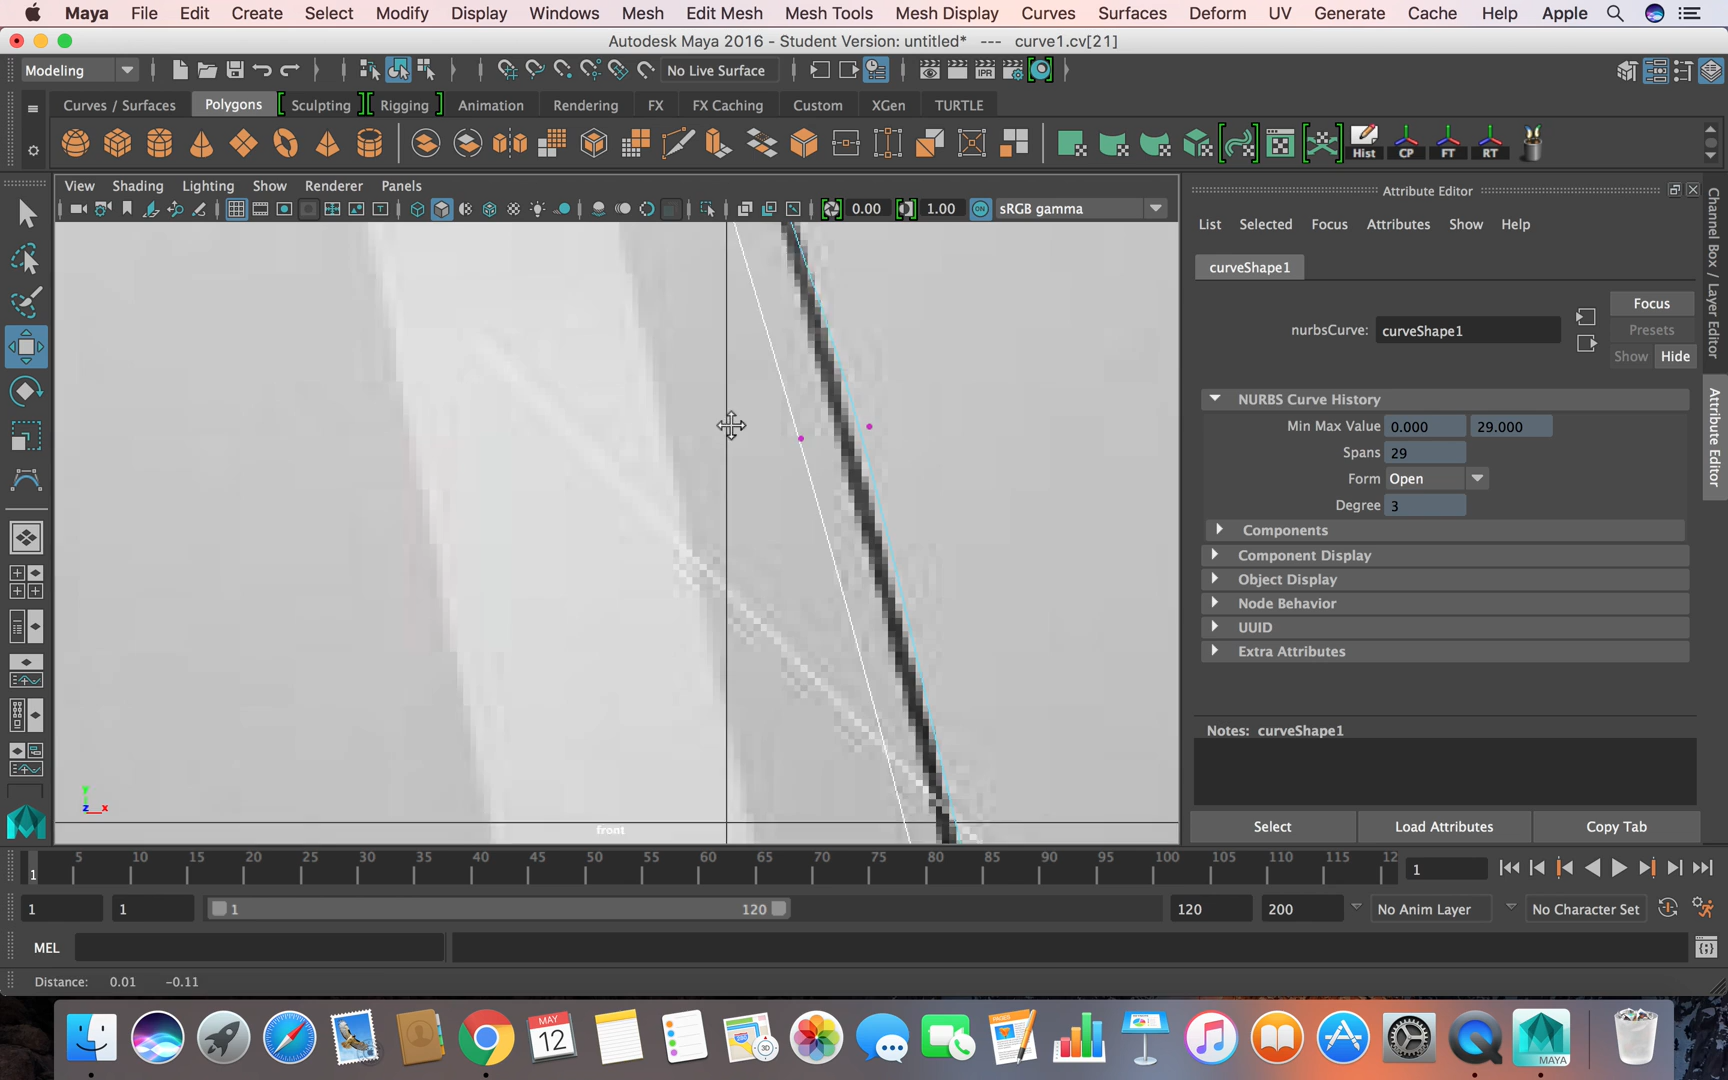 Maya File Edit Create Select Modify Display Windows Mesh Edit Mesh Mesh Tools Mesh Display Curves Surfaces Deform UV Generate Cache Help Apple
Autodesk Maya 2016 - Student Version: untitled* --- curve1.cv[21]
Modeling No Live Surface IPR
Curves / Surfaces Polygons Sculpting Rigging Animation Rendering FX FX Caching Custom XGen TURTLE
Hist CP FT RT
View Shading Lighting Show Renderer Panels
0.00 1.00 ON sRGB gamma
Attribute Editor
List Selected Focus Attributes Show Help
curveShape1
nurbsCurve: curveShape1
Focus
Presets
Show Hide
NURBS Curve History
Min Max Value 0.000 29.000
Spans 29
Form Open
Degree 3
Components
Component Display
Object Display
Node Behavior
UUID
Extra Attributes
Notes: curveShape1
Select Load Attributes Copy Tab
Channel Box / Layer Editor
Attribute Editor
y
z x
front
5 10 15 20 25 30 35 40 45 50 55 60 65 70 75 80 85 90 95 100 105 110 115 12
1 1
1 1 1 120 120 200 No Anim Layer No Character Set
MEL
Distance: 0.01 -0.11
MAY
12
3D
PAGES
MAYA